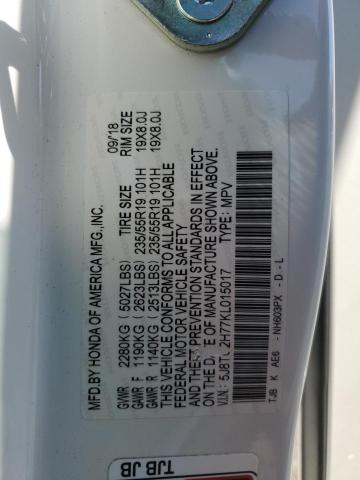 MFD.BY HONDA OF AMERICA MFG.,INC. 09/18
TIRE SIZE RIM SIZE
GVWR 2280KG (5027LBS)
GAWR F 1190KG (2622LBS) 235/55R19 101H 19X8.0J
GAWR R 1140KG (2513LBS) 235/55R19 101H 19X8.0J
THIS VEHICLE CONFORMS TO ALL APPLICABLE
FEDERAL MOTOR VEHICLE SAFETY
AND THEFT PREVENTION STANDARDS IN EFFECT
ON THE DATE OF MANUFACTURE SHOWN ABOVE.
V.I.N.: 5J8TC2H77KL015017 TYPE: MPV
TJB K AE6 -NH603PX -D-L
TJB JB